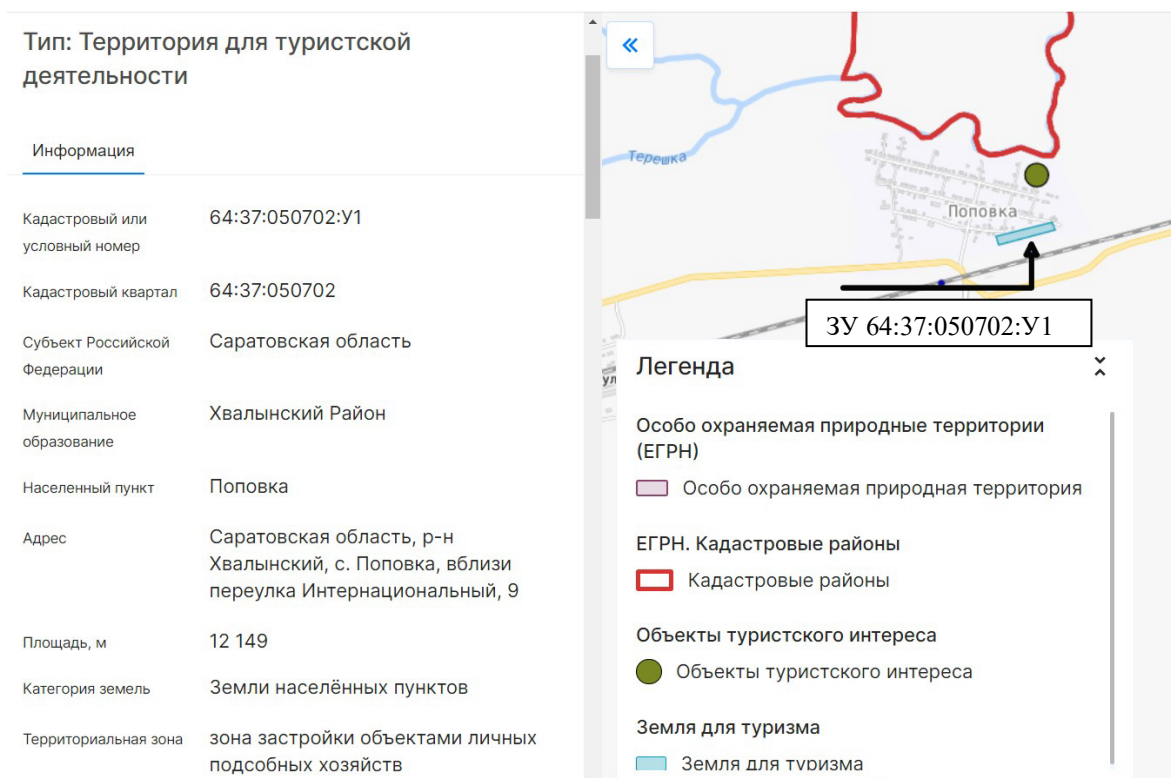 Тип: Территория для туристской
деятельности
Информация
Кадастровый или
условный номер
64:37:050702:У1
Кадастровый квартал
64:37:050702
Субъект Российской
Федерации
Саратовская область
Муниципальное
образование
Хвалынский Район
Населенный пункт
Поповка
Адрес
Саратовская область, р-н
Хвалынский, с. Поповка, вблизи
переулка Интернациональный, 9
Площадь, м
12 149
Категория земель
Земли населённых пунктов
Территориальная зона
зона застройки объектами личных
подсобных хозяйств
Терешка
Поповка
ЗУ 64:37:050702:У1
Легенда
Особо охраняемая природные территории
(ЕГРН)
Особо охраняемая природная территория
ЕГРН. Кадастровые районы
Кадастровые районы
Объекты туристского интереса
Объекты туристского интереса
Земля для туризма
Земля для туризма